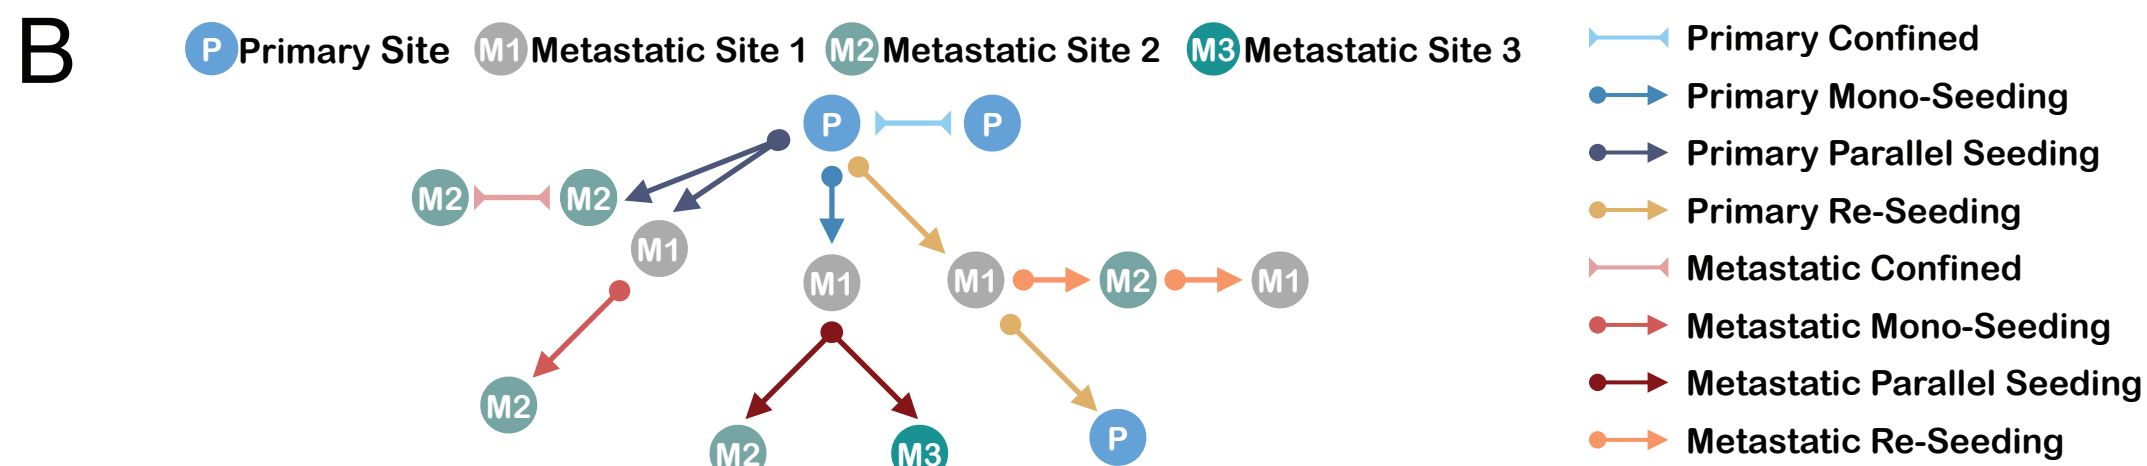 B
P Primary Site M1 Metastatic Site 1 M2 Metastatic Site 2 M3 Metastatic Site 3
P P
M2 M2
M1
M1 M1 M2 M1
M2
M2 M3 P
Primary Confined
Primary Mono-Seeding
Primary Parallel Seeding
Primary Re-Seeding
Metastatic Confined
Metastatic Mono-Seeding
Metastatic Parallel Seeding
Metastatic Re-Seeding